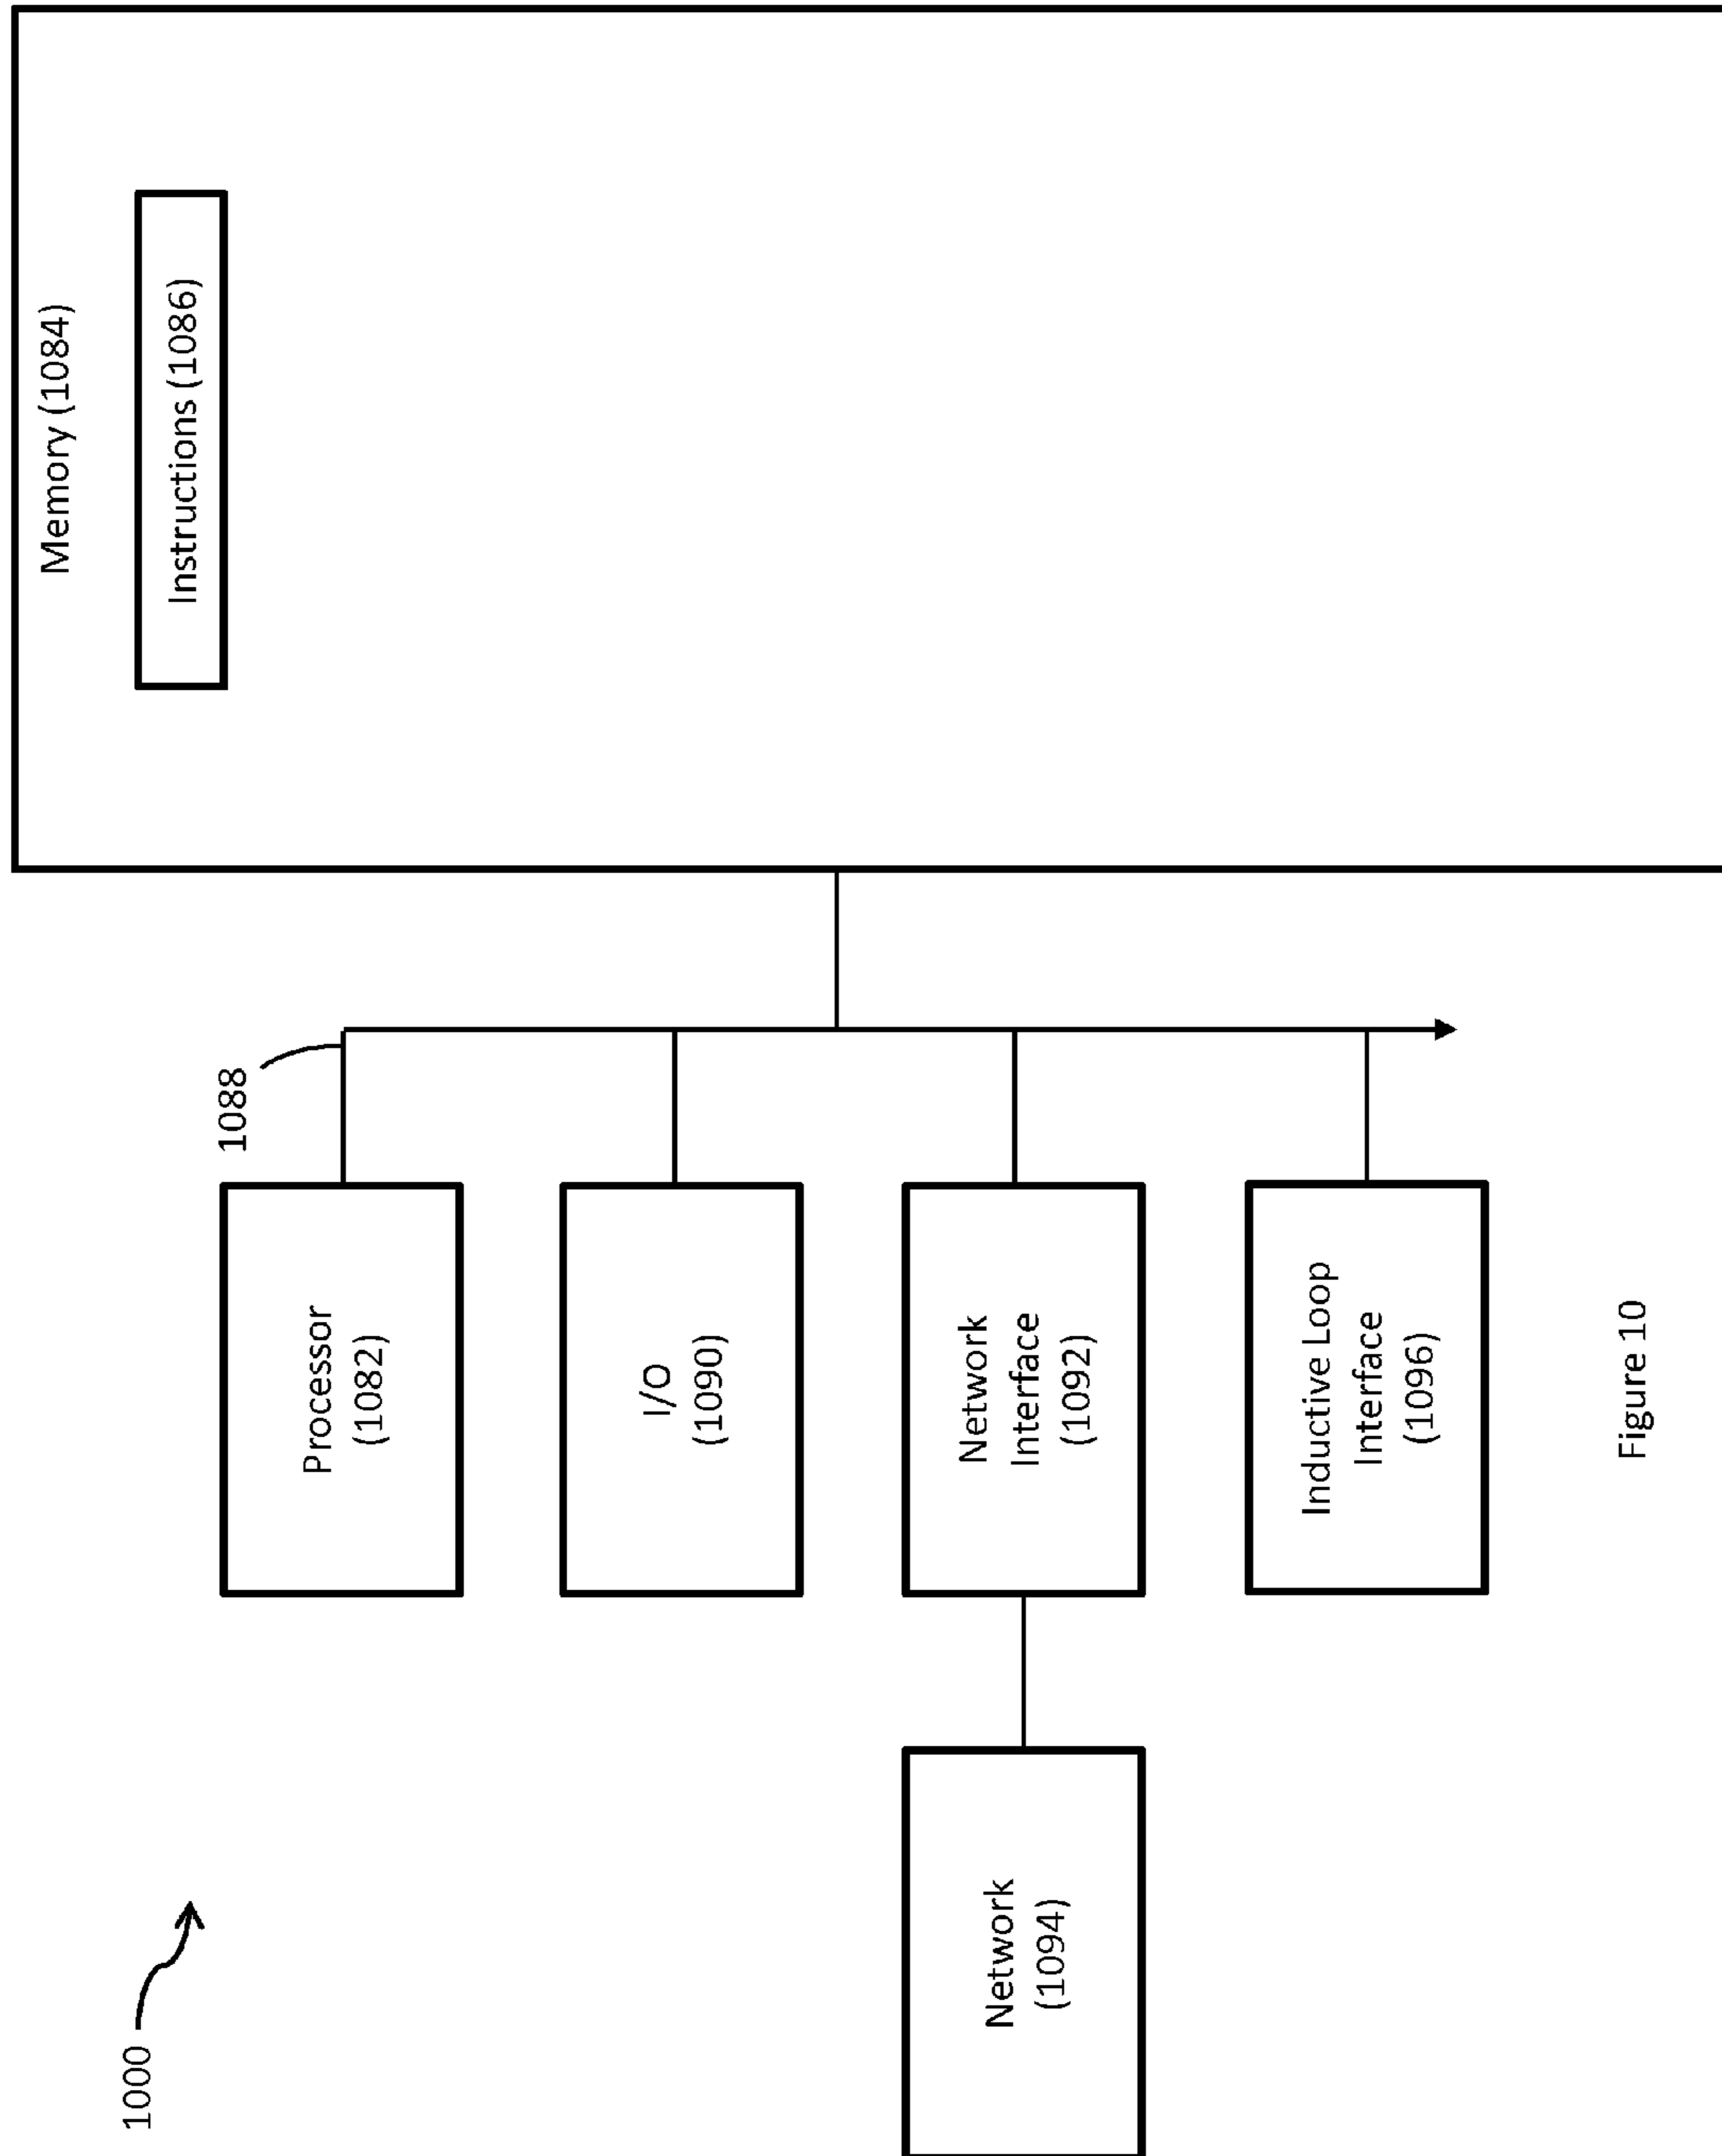 1000
Network
(1094)
Processor
(1082)
I/O
(1090)
Network
Interface
(1092)
Inductive Loop
Interface
(1096)
1088
Memory (1084)
Instructions (1086)
Figure 10